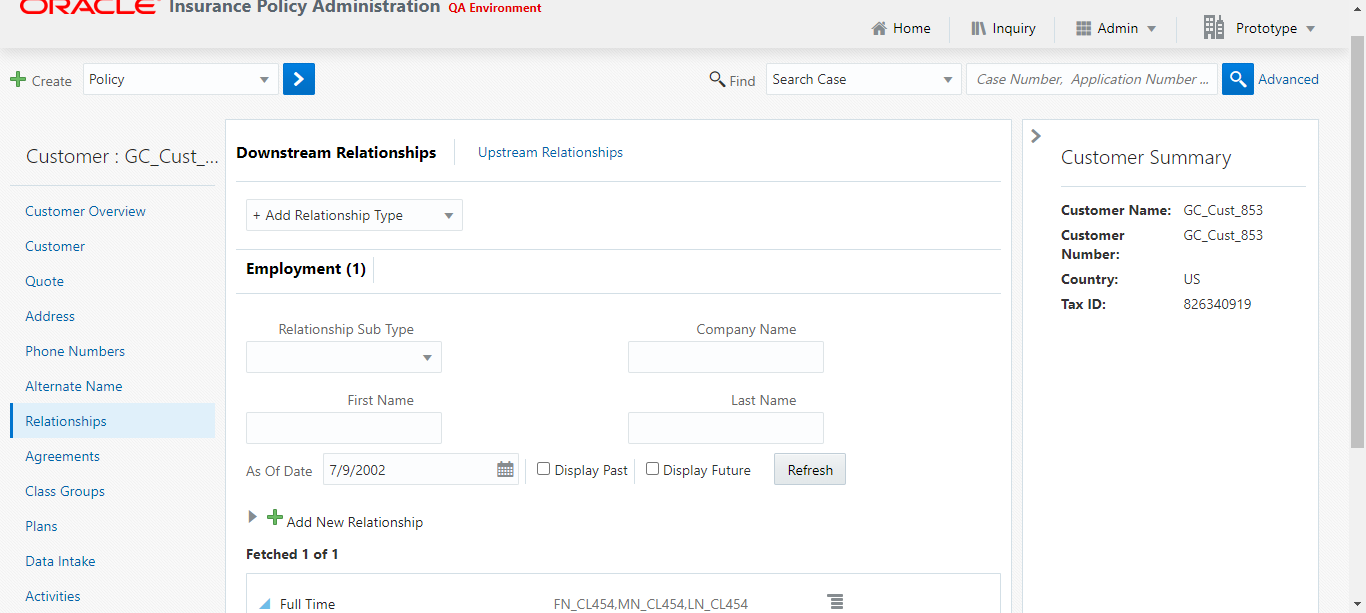 ORACLE Insurance Policy Administration QA Environment
Home Inquiry Admin Prototype
Create Policy Find Search Case Case Number, Application Number ... Advanced
Customer : GC_Cust_...
Customer Overview
Customer
Quote
Address
Phone Numbers
Alternate Name
Relationships
Agreements
Class Groups
Plans
Data Intake
Activities
Downstream Relationships Upstream Relationships
+ Add Relationship Type
Employment (1)
Relationship Sub Type Company Name
First Name Last Name
As Of Date 7/9/2002 Display Past Display Future Refresh
Add New Relationship
Fetched 1 of 1
Full Time FN_CL454,MN_CL454,LN_CL454
Customer Summary
Customer Name: GC_Cust_853
Customer GC_Cust_853
Number:
Country: US
Tax ID: 826340919